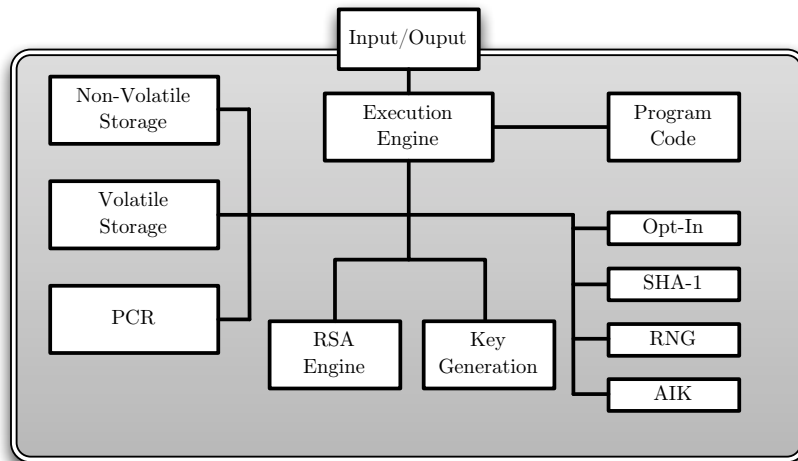 Input/Ouput
Non-Volatile
Storage
Execution
Engine
Program
Code
Volatile
Storage
Opt-In
SHA-1
PCR
RSA
Engine
Key
Generation
RNG
AIK